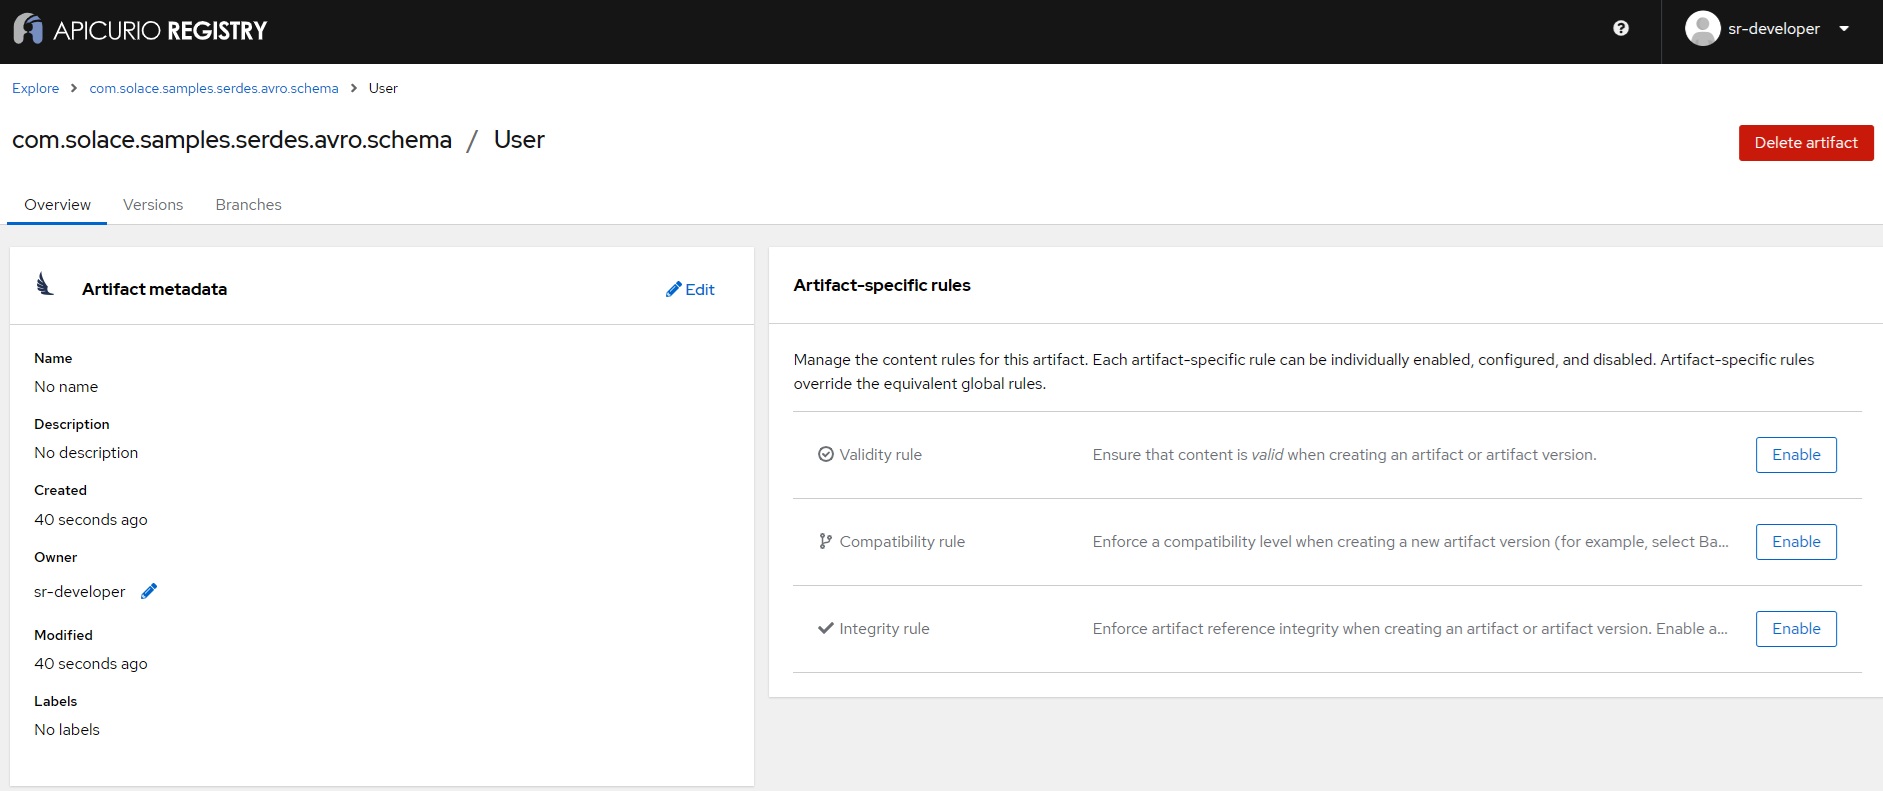 APICURIO REGISTRY
sr-developer
Explore > com.solace.samples.serdes.avro.schema > User
com.solace.samples.serdes.avro.schema / User
Delete artifact
Overview Versions Branches
Artifact metadata
Edit
Name
No name
Description
No description
Created
40 seconds ago
Owner
sr-developer
Modified
40 seconds ago
Labels
No labels
Artifact-specific rules
Manage the content rules for this artifact. Each artifact-specific rule can be individually enabled, configured, and disabled. Artifact-specific rules
override the equivalent global rules.
Validity rule Ensure that content is valid when creating an artifact or artifact version. Enable
Compatibility rule Enforce a compatibility level when creating a new artifact version (for example, select Ba... Enable
Integrity rule Enforce artifact reference integrity when creating an artifact or artifact version. Enable a... Enable